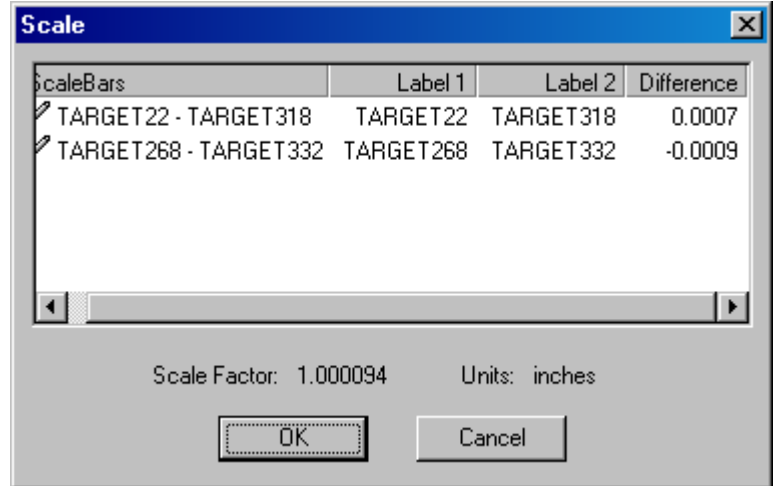 Scale
ScaleBars Label 1 Label 2 Difference
TARGET22 - TARGET318 TARGET22 TARGET318 0.0007
TARGET268 - TARGET332 TARGET268 TARGET332 -0.0009
Scale Factor: 1.000094 Units: inches
OK Cancel